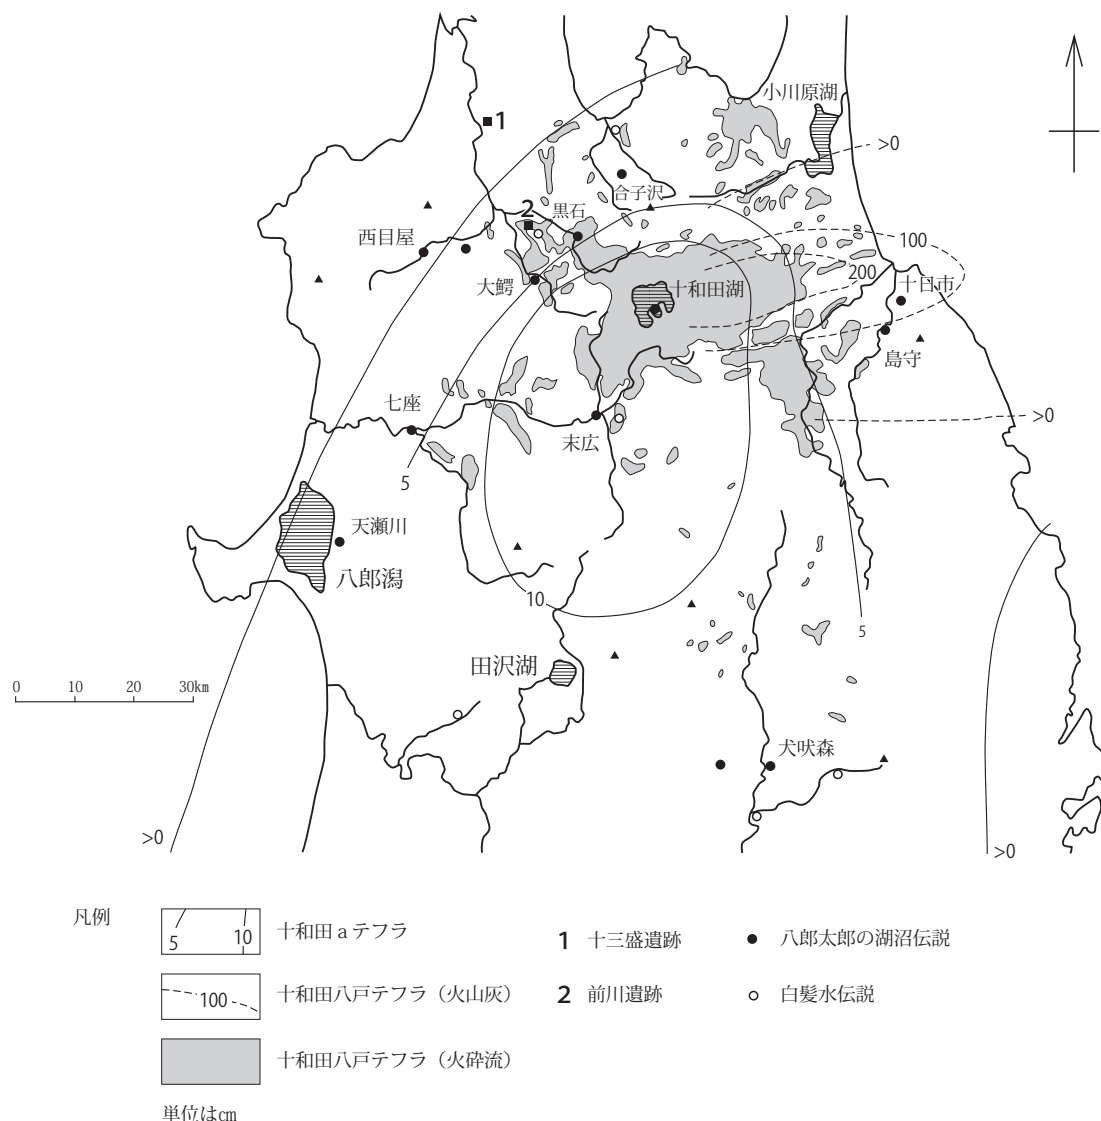 小川原湖
1
>0
合子沢
2
黒石
西目屋
100
大鰐
十和田湖
200
十日市
島守
七座
>0
末広
5
天瀬川
八郎潟
10
5
田沢湖
0 10 20 30㎞
犬吠森
>0
>0
凡例
5 10
十和田 a テフラ
1 十三盛遺跡
八郎太郎の湖沼伝説
100
十和田八戸テフラ（火山灰）
2 前川遺跡
白髪水伝説
十和田八戸テフラ（火砕流）
単位は㎝